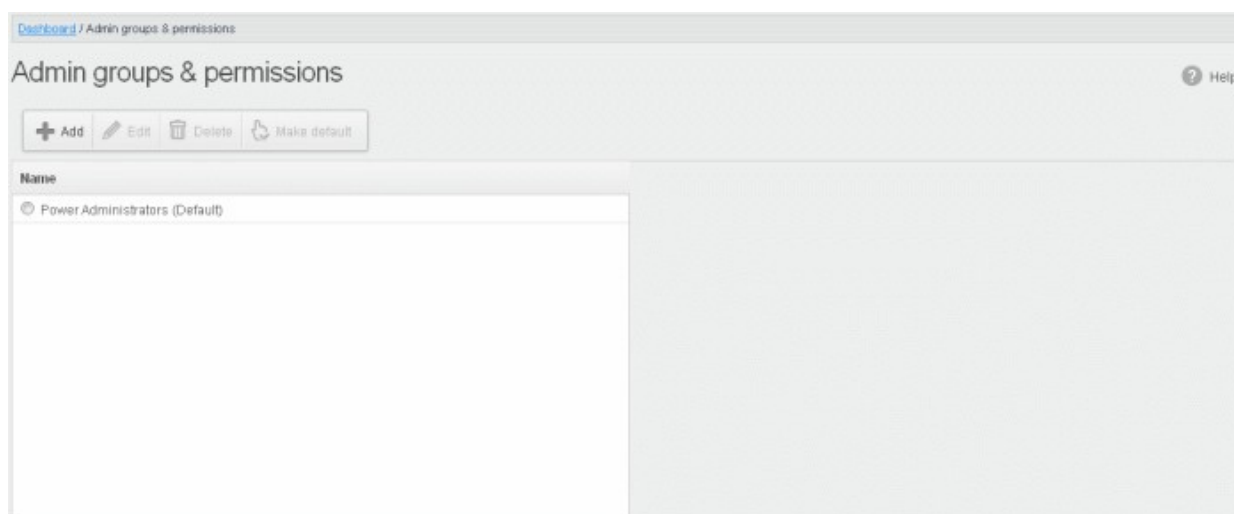 Dashboard / Admin groups & permissions
Admin groups & permissions
Help
Add Edit Delete Make default
Name
Power Administrators (Default)